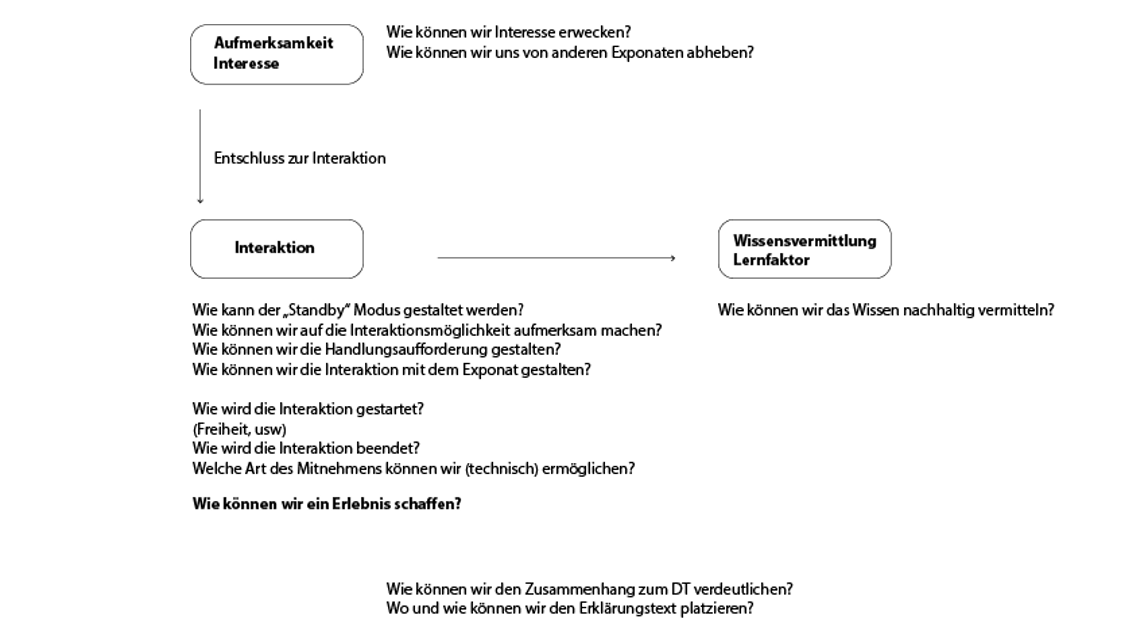 Aufmerksamkeit
Interesse
Wie können wir Interesse erwecken?
Wie können wir uns von anderen Exponaten abheben?
Entschluss zur Interaktion
Interaktion
Wissensvermittlung
Lernfaktor
Wie kann der „Standby“ Modus gestaltet werden?
Wie können wir auf die Interaktionsmöglichkeit aufmerksam machen?
Wie können wir die Handlungsaufforderung gestalten?
Wie können wir die Interaktion mit dem Exponat gestalten?
Wie können wir das Wissen nachhaltig vermitteln?
Wie wird die Interaktion gestartet?
(Freiheit, usw)
Wie wird die Interaktion beendet?
Welche Art des Mitnehmens können wir (technisch) ermöglichen?
Wie können wir ein Erlebnis schaffen?
Wie können wir den Zusammenhang zum DT verdeutlichen?
Wo und wie können wir den Erklärungstext platzieren?